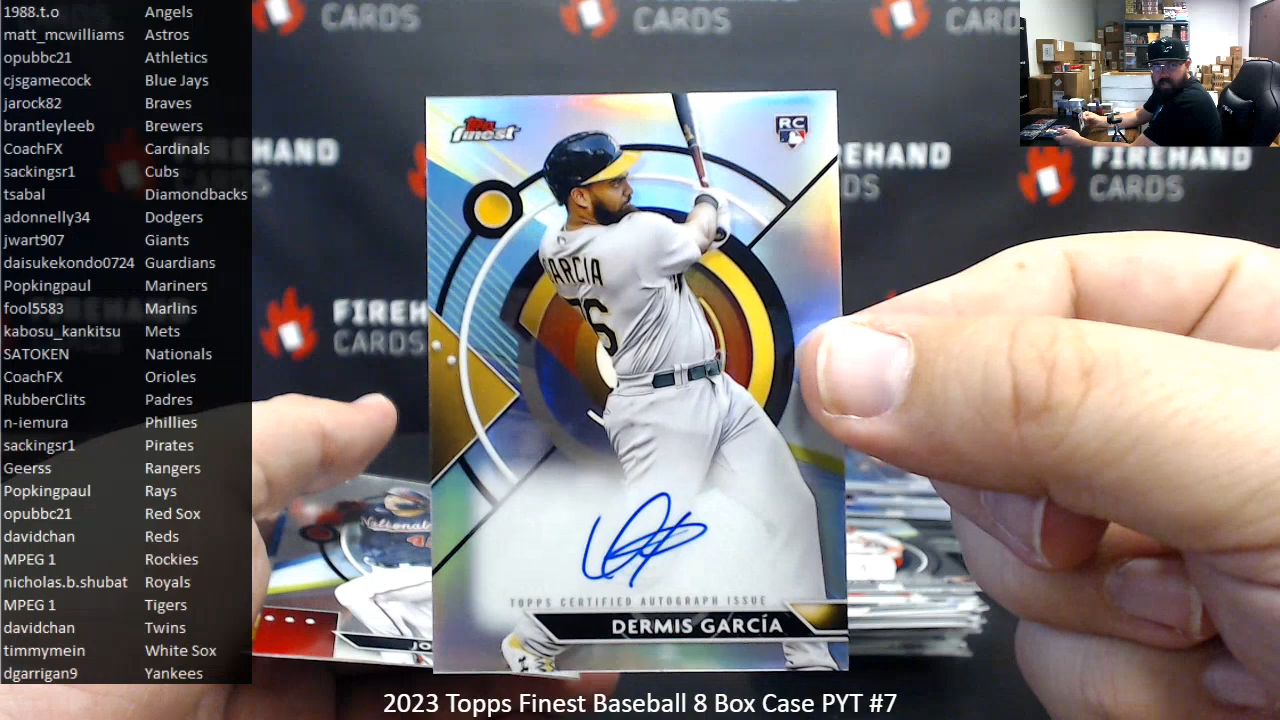 1988.t.o Angels
matt_mcwilliams Astros
opubbc21 Athletics
cjsgamecock Blue Jays
jarock82 Braves
brantleyleeb Brewers
CoachFX Cardinals
sackingsr1 Cubs
tsabal Diamondbacks
adonnelly34 Dodgers
jwart907 Giants
daisukekondo0724 Guardians
Popkingpaul Mariners
fool5583 Marlins
kabosu_kankitsu Mets
SATOKEN Nationals
CoachFX Orioles
RubberClits Padres
n-iemura Phillies
sackingsr1 Pirates
Geerss Rangers
Popkingpaul Rays
opubbc21 Red Sox
davidchan Reds
MPEG 1 Rockies
nicholas.b.shubat Royals
MPEG 1 Tigers
davidchan Twins
timmymein White Sox
dgarrigan9 Yankees
CARDS
CARDS
CARDS
FIREHAND
CARDS
FIREHAND
CARDS
FIREH
CARDS
Topps
finest
RC
GARCIA
76
Nationals
TOPPS CERTIFIED AUTOGRAPH ISSUE
DERMIS GARCÍA
JO
2023 Topps Finest Baseball 8 Box Case PYT #7